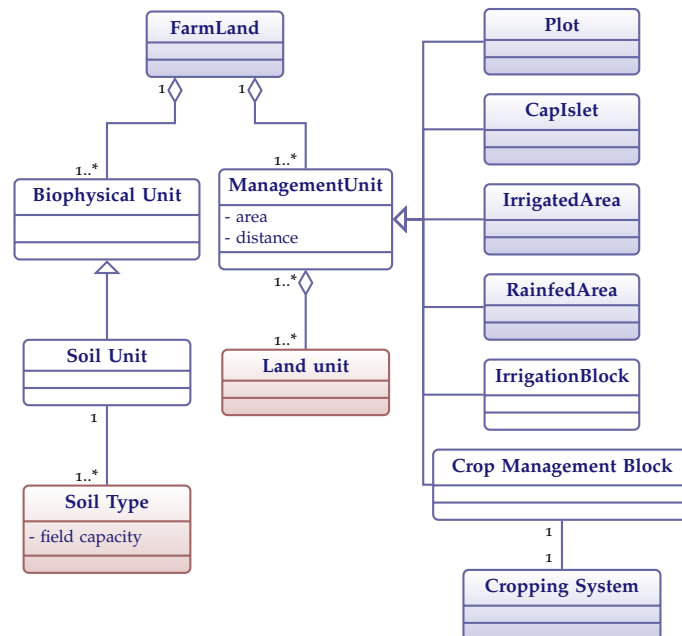 FarmLand
1
1
1..*
1..*
Biophysical Unit
ManagementUnit
- area
- distance
1..*
1..*
Soil Unit
Land unit
1
1..*
Soil Type
- field capacity
Plot
CapIslet
IrrigatedArea
RainfedArea
IrrigationBlock
Crop Management Block
1
1
Cropping System